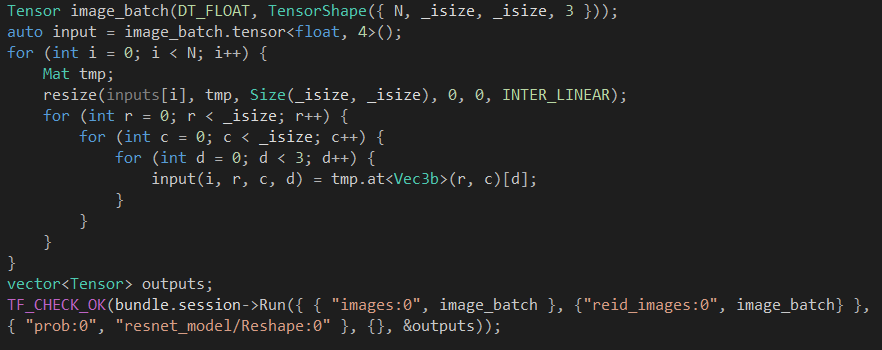 Tensor image_batch(DT_FLOAT, TensorShape({ N, _isize, _isize, 3 }));
auto input = image_batch.tensor<float, 4>();
for (int i = 0; i < N; i++) {
    Mat tmp;
    resize(inputs[i], tmp, Size(_isize, _isize), 0, 0, INTER_LINEAR);
    for (int r = 0; r < _isize; r++) {
        for (int c = 0; c < _isize; c++) {
            for (int d = 0; d < 3; d++) {
                input(i, r, c, d) = tmp.at<Vec3b>(r, c)[d];
            }
        }
    }
}
vector<Tensor> outputs;
TF_CHECK_OK(bundle.session->Run({ { "images:0", image_batch }, {"reid_images:0", image_batch} },
{ "prob:0", "resnet_model/Reshape:0" }, {}, &outputs));